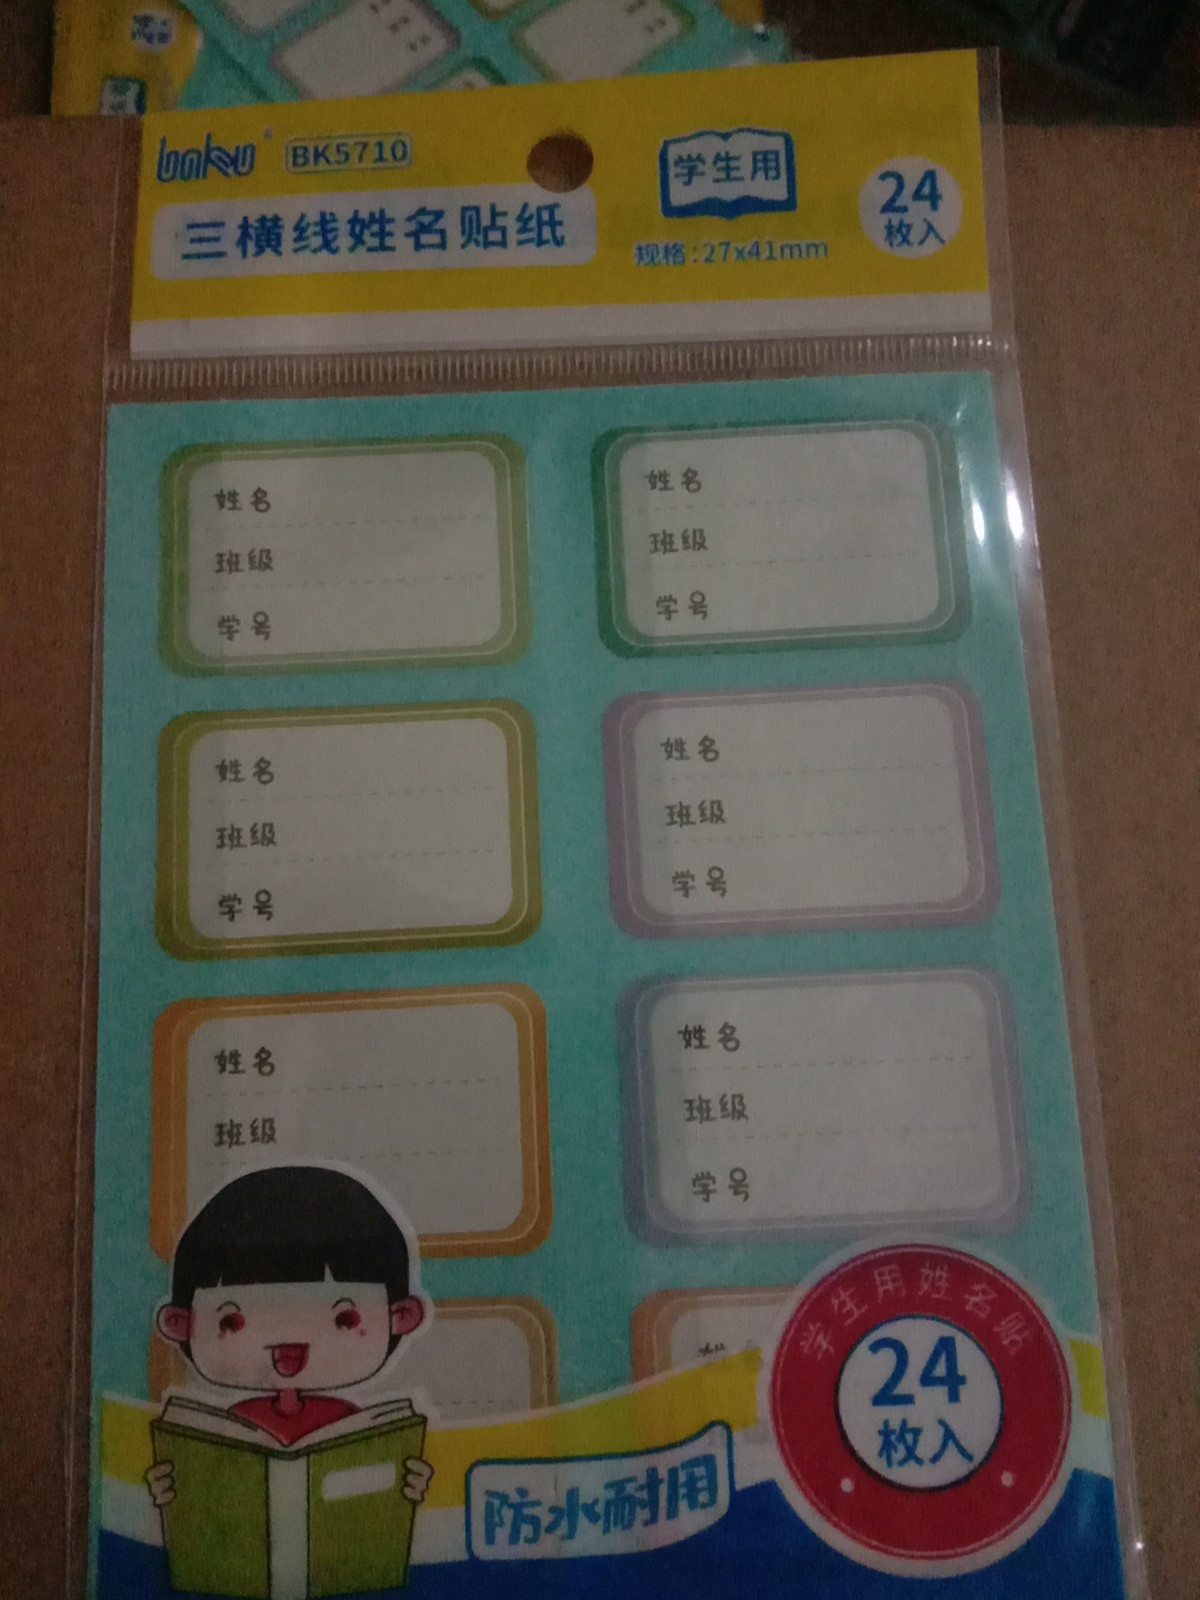 BK5710
三横线姓名贴纸
学生用
规格:27x41mm
24
枚入
姓名
班级
学号
姓名
班级
学号
姓名
班级
学号
姓名
班级
学号
姓名
班级
姓名
班级
学号
学生用姓名贴
24
枚入
防水耐用